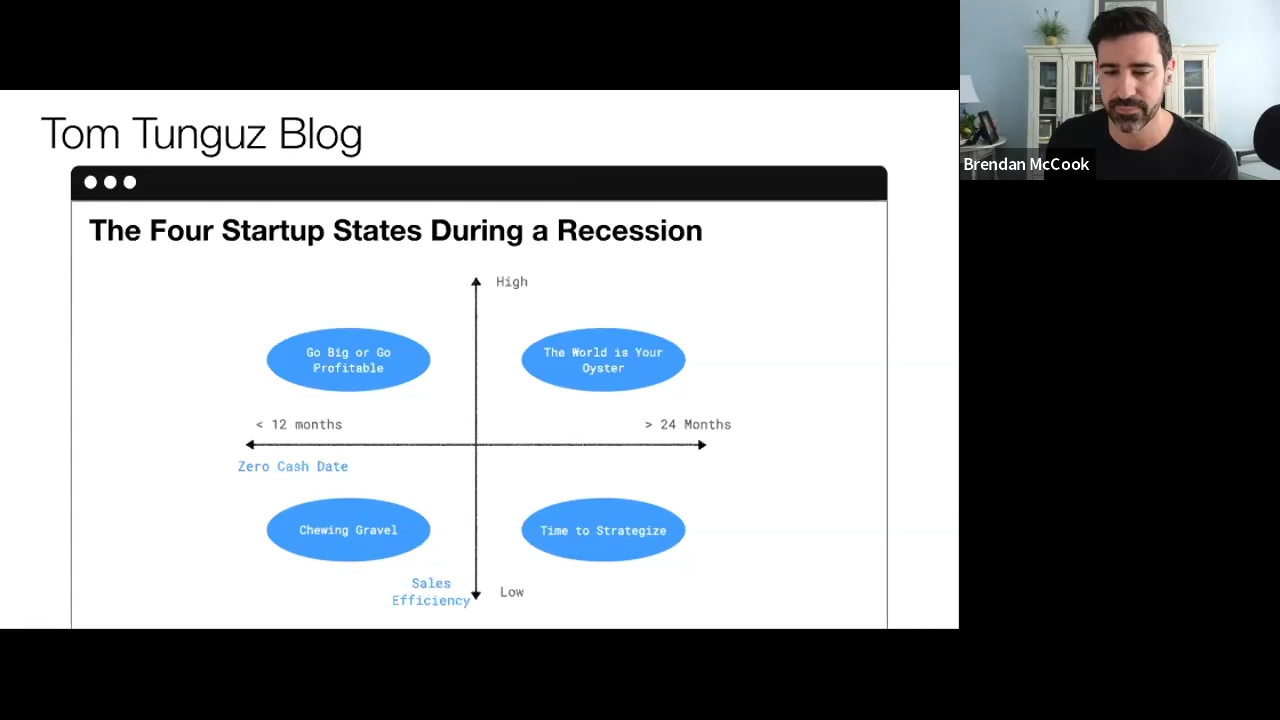 Tom Tunguz Blog
Brendan McCook
The Four Startup States During a Recession
High
Go Big or Go
Profitable
The World is Your
Oyster
< 12 months
> 24 Months
Zero Cash Date
Chewing Gravel
Time to Strategize
Sales
Efficiency
Low